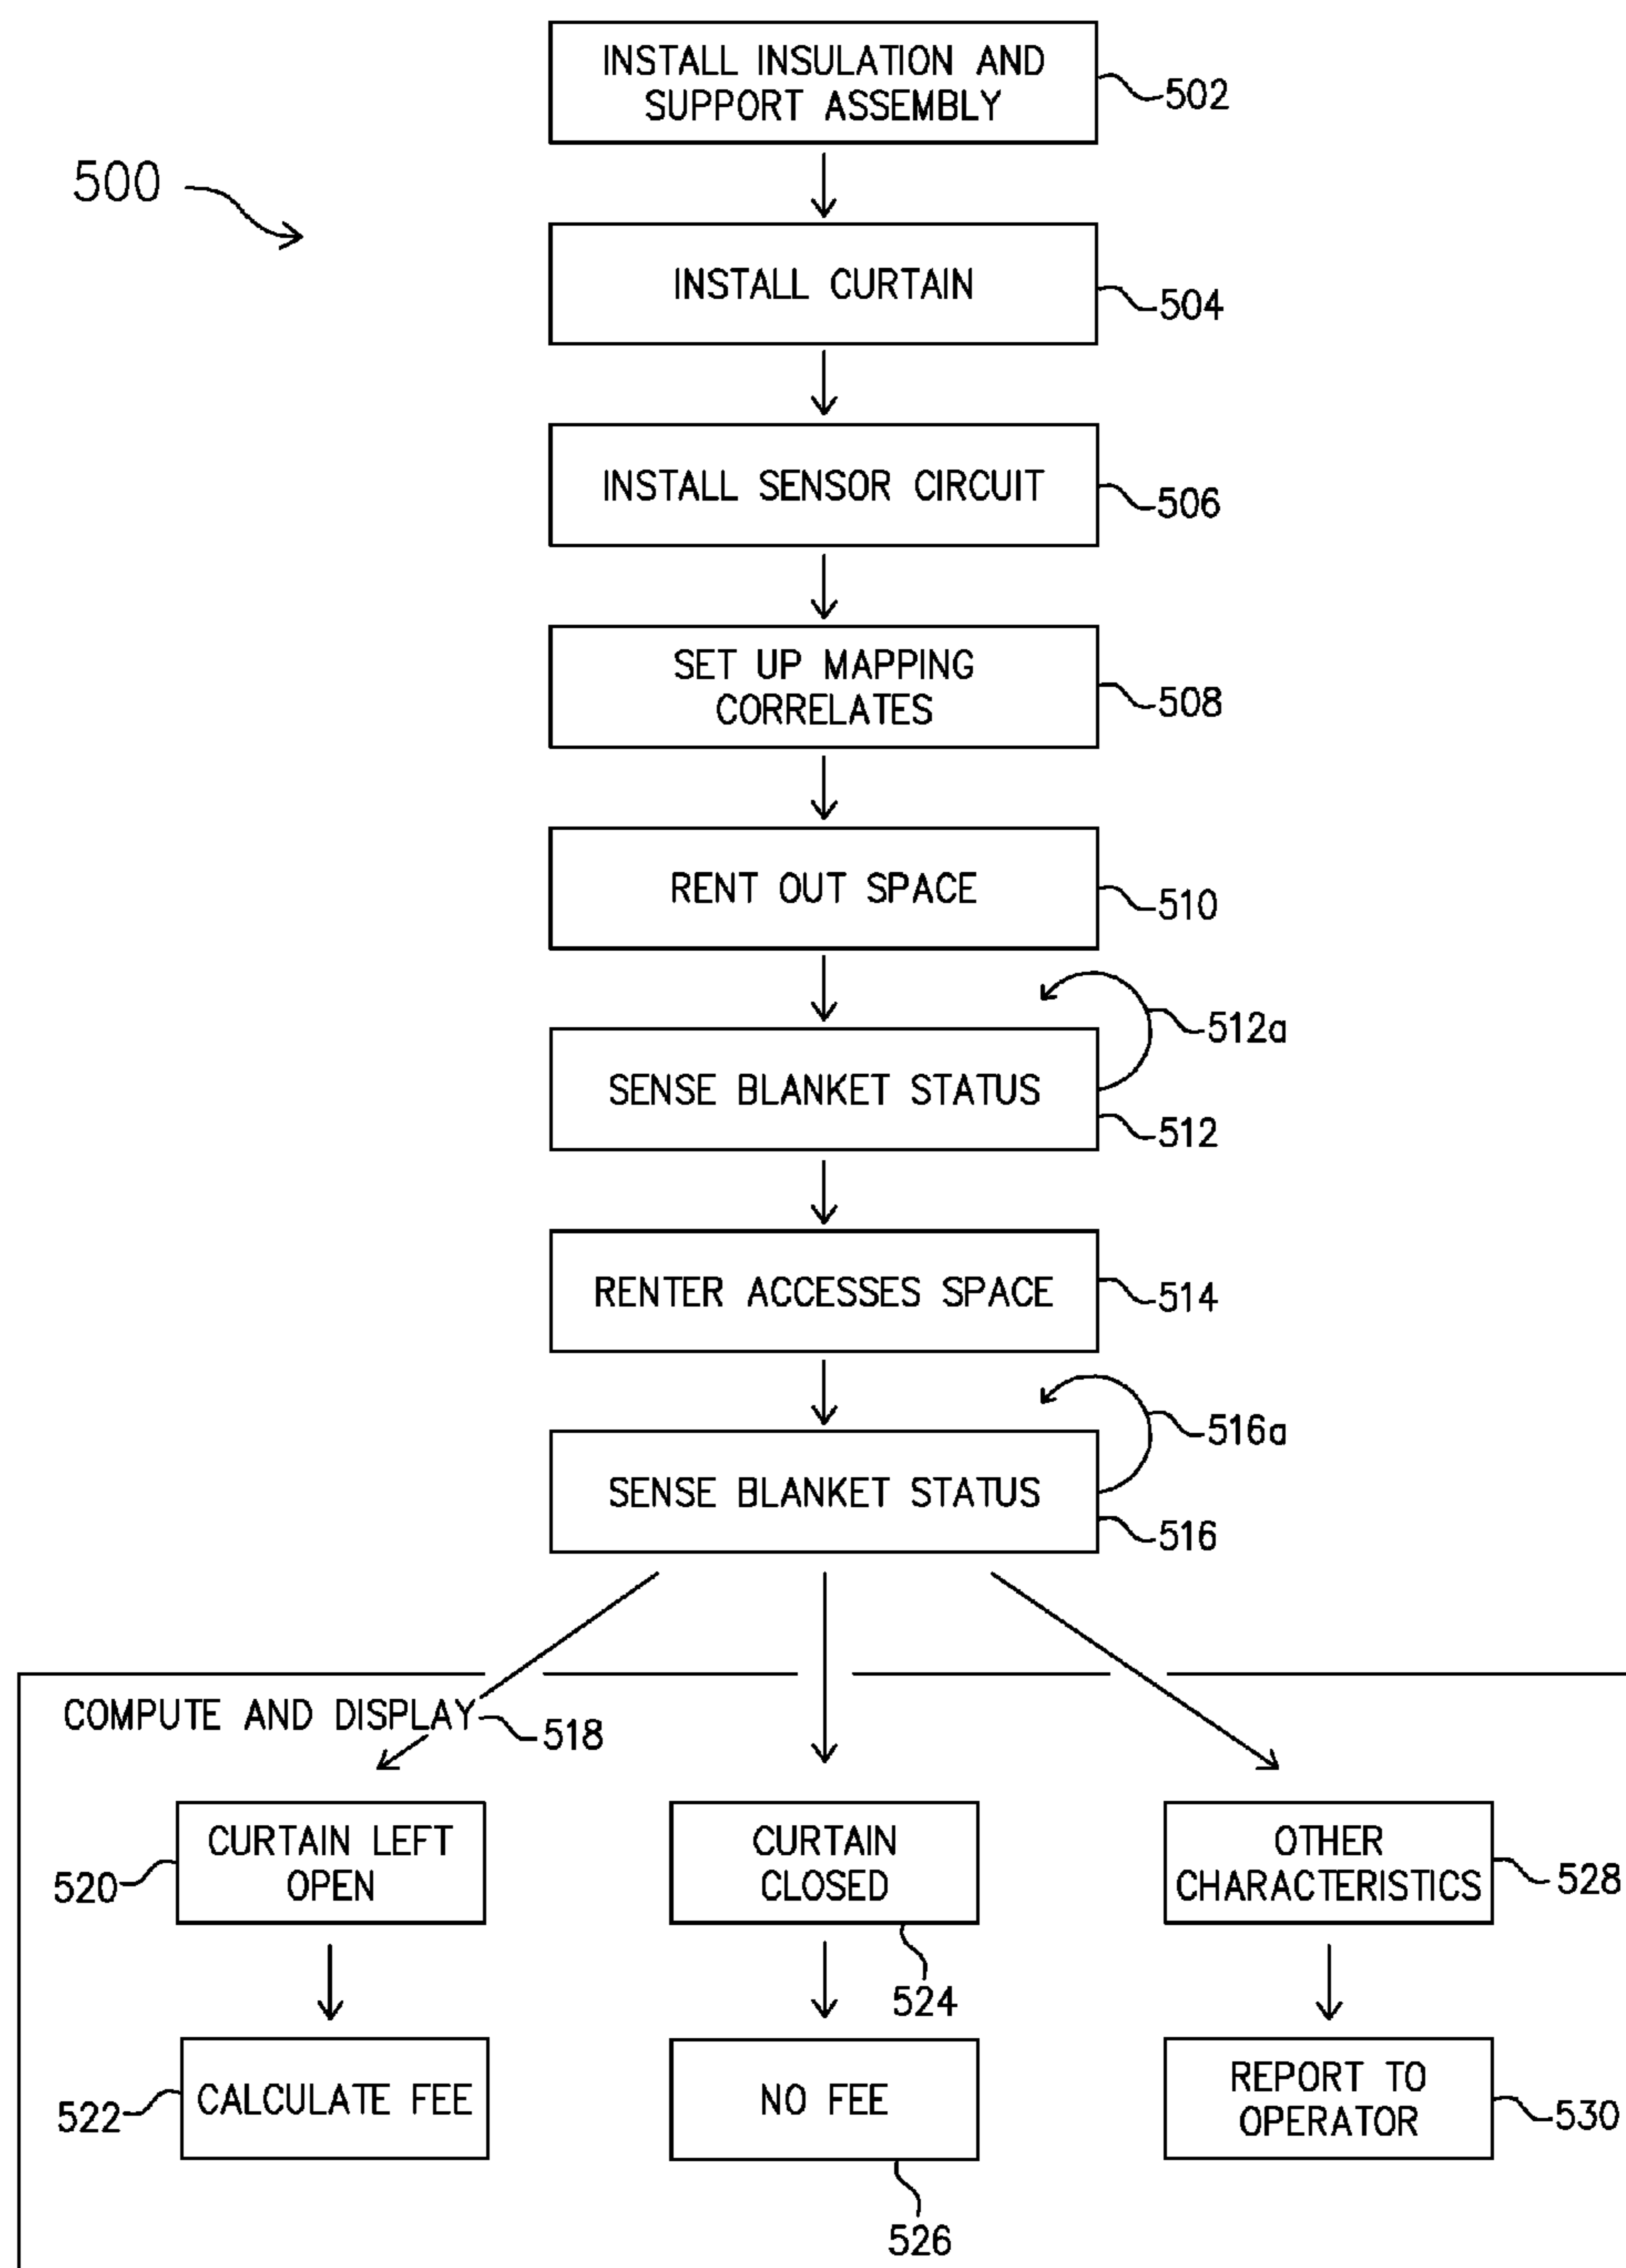 INSTALL INSULATION AND
SUPPORT ASSEMBLY
502
500
INSTALL CURTAIN
504
INSTALL SENSOR CIRCUIT
506
SET UP MAPPING
CORRELATES
508
RENT OUT SPACE
510
512a
SENSE BLANKET STATUS
512
RENTER ACCESSES SPACE
514
516a
SENSE BLANKET STATUS
516
COMPUTE AND DISPLAY
518
CURTAIN LEFT
OPEN
520
CURTAIN
CLOSED
524
OTHER
CHARACTERISTICS
528
CALCULATE FEE
522
NO FEE
526
REPORT TO
OPERATOR
530